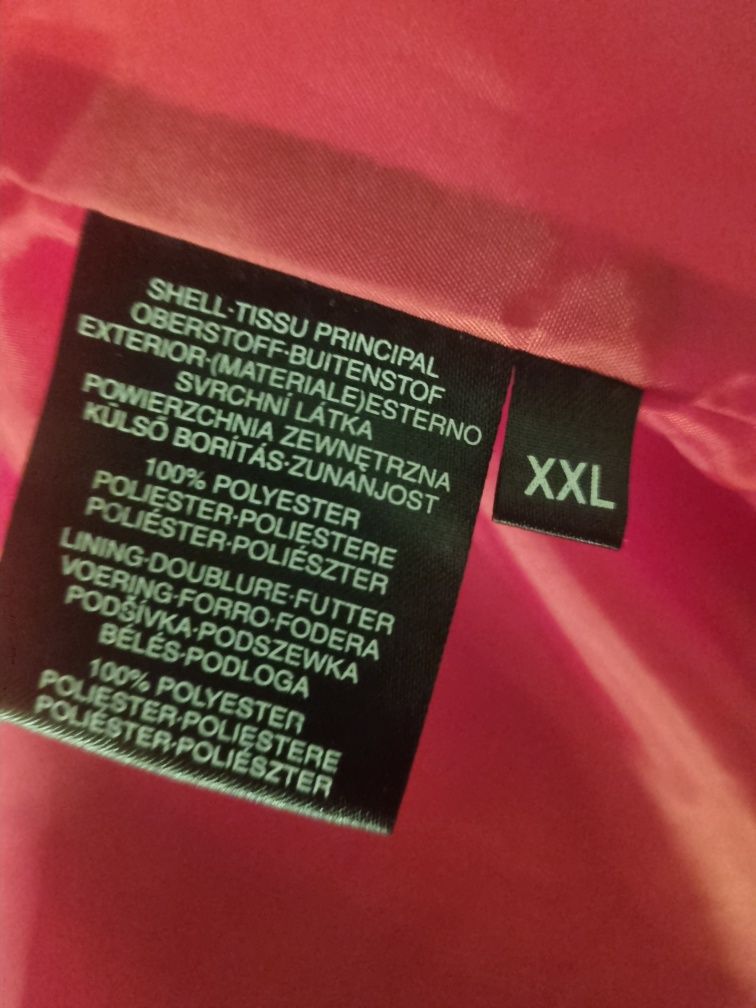 SHELL·TISSU PRINCIPAL
OBERSTOFF·BUITENSTOF
EXTERIOR·(MATERIALE)ESTERNO
SVRCHNÍ LÁTKA
POWIERZCHNIA ZEWNĘTRZNA
KÜLSŐ BORÍTÁS·ZUNANJOST
100% POLYESTER
POLIESTER·POLIESTERE
POLIÉSTER·POLIÉSZTER
LINING·DOUBLURE·FUTTER
VOERING·FORRO·FODERA
PODŠÍVKA·PODSZEWKA
BÉLÉS·PODLOGA
100% POLYESTER
POLIESTER·POLIESTERE
POLIÉSTER·POLIÉSZTER
XXL